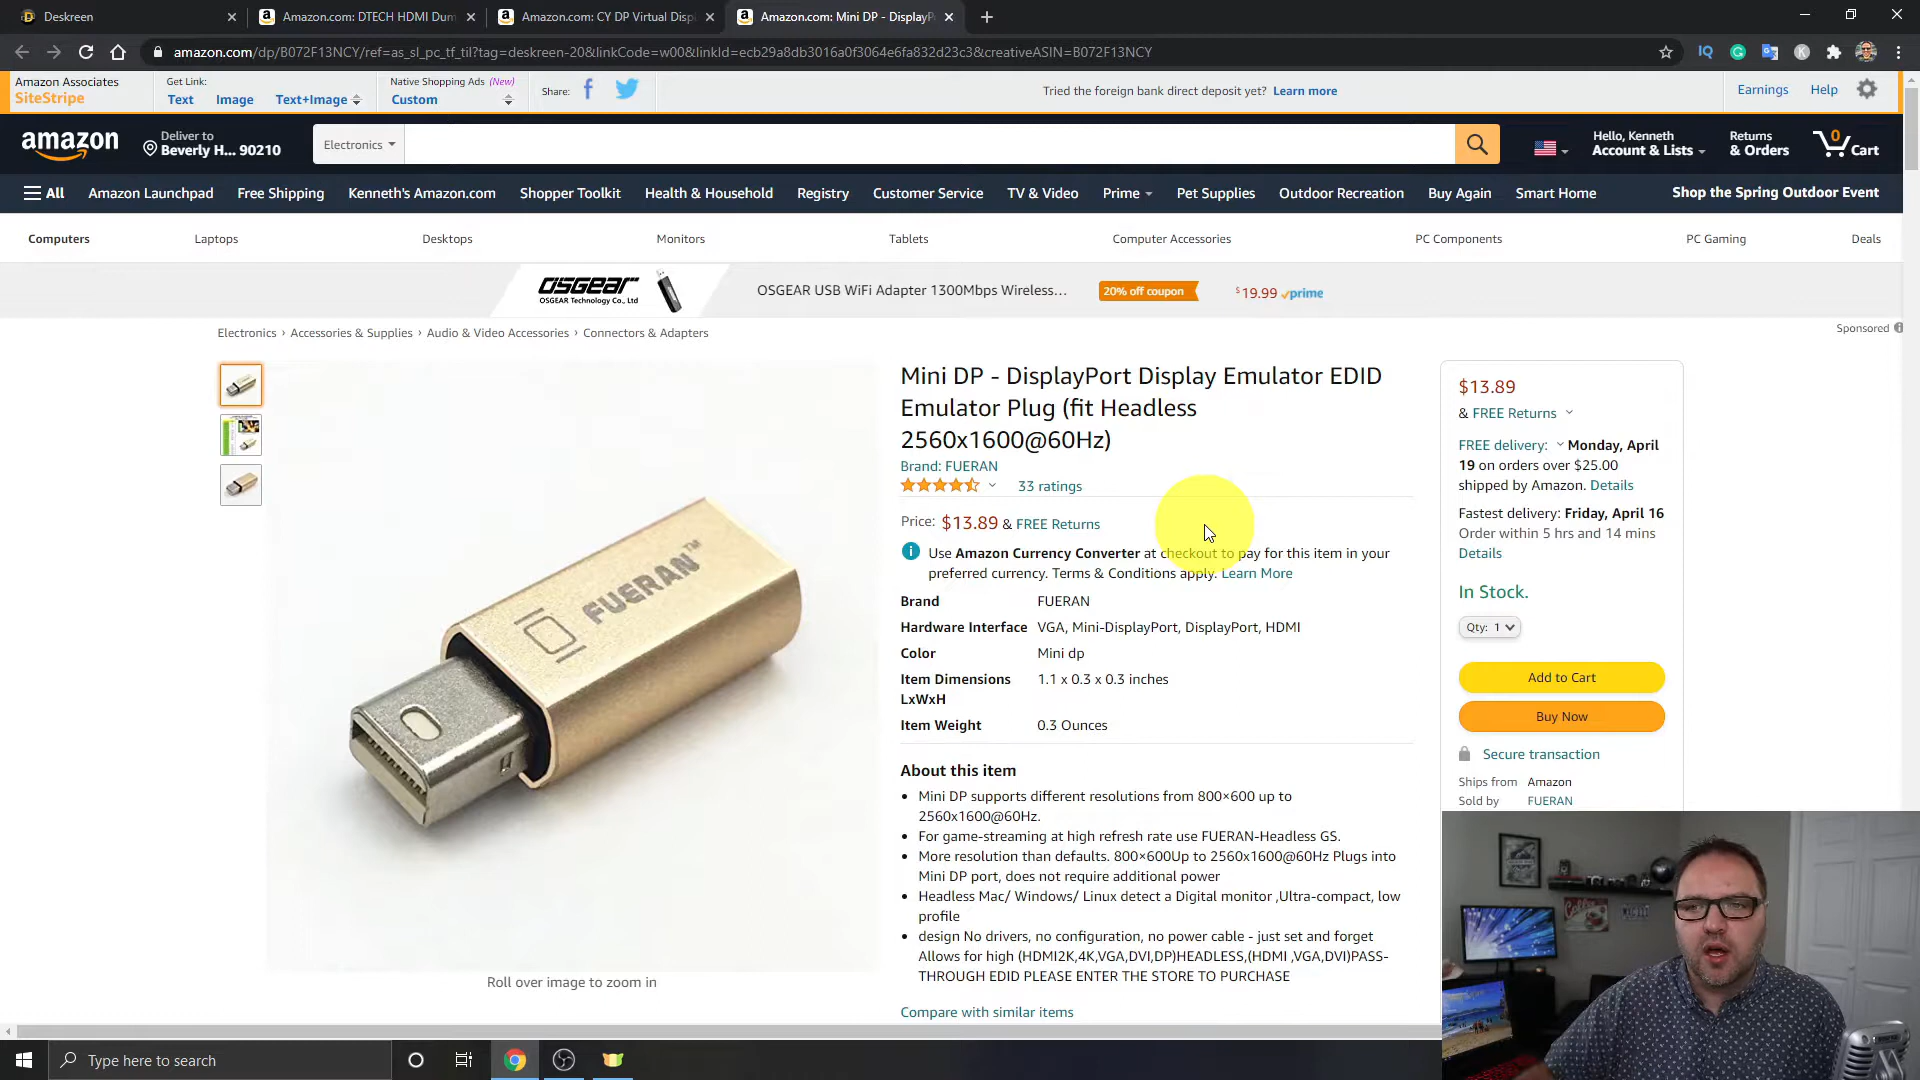 Deskreen
Amazon.com: DTECH HDMI Dum
Amazon.com: CY DP Virtual Displ
Amazon.com: Mini DP - DisplayP
amazon.com/dp/B072F13NCY/ref=as_sl_pc_tf_til?tag=deskreen-20&linkCode=w00&linkId=ecb29a8db3016a0f3064e6fa832d23c3&creativeASIN=B072F13NCY
Amazon Associates
SiteStripe
Get Link:
Text Image Text+Image
Native Shopping Ads (New)
Custom
Share:
Tried the foreign bank direct deposit yet? Learn more
Earnings Help
amazon
Deliver to
Beverly H... 90210
Electronics
Hello, Kenneth
Account & Lists
Returns
& Orders
0
Cart
All Amazon Launchpad Free Shipping Kenneth's Amazon.com Shopper Toolkit Health & Household Registry Customer Service TV & Video Prime Pet Supplies Outdoor Recreation Buy Again Smart Home Shop the Spring Outdoor Event
Computers Laptops Desktops Monitors Tablets Computer Accessories PC Components PC Gaming Deals
OSGEAR
OSGEAR Technology Co., Ltd
OSGEAR USB WiFi Adapter 1300Mbps Wireless... 20% off coupon $19.99 prime
Electronics › Accessories & Supplies › Audio & Video Accessories › Connectors & Adapters
Sponsored
FUERAN™
Roll over image to zoom in
Mini DP - DisplayPort Display Emulator EDID
Emulator Plug (fit Headless
2560x1600@60Hz)
Brand: FUERAN
33 ratings
Price: $13.89 & FREE Returns
Use Amazon Currency Converter at checkout to pay for this item in your
preferred currency. Terms & Conditions apply. Learn More
Brand FUERAN
Hardware Interface VGA, Mini-DisplayPort, DisplayPort, HDMI
Color Mini dp
Item Dimensions 1.1 x 0.3 x 0.3 inches
LxWxH
Item Weight 0.3 Ounces
About this item
• Mini DP supports different resolutions from 800×600 up to
2560x1600@60Hz.
• For game-streaming at high refresh rate use FUERAN-Headless GS.
• More resolution than defaults. 800×600Up to 2560x1600@60Hz Plugs into
Mini DP port, does not require additional power
• Headless Mac/ Windows/ Linux detect a Digital monitor ,Ultra-compact, low
profile
• design No drivers, no configuration, no power cable - just set and forget
Allows for high (HDMI2K,4K,VGA,DVI,DP)HEADLESS,(HDMI ,VGA,DVI)PASS-
THROUGH EDID PLEASE ENTER THE STORE TO PURCHASE
Compare with similar items
$13.89
& FREE Returns
FREE delivery: Monday, April
19 on orders over $25.00
shipped by Amazon. Details
Fastest delivery: Friday, April 16
Order within 5 hrs and 14 mins
Details
In Stock.
Qty: 1
Add to Cart
Buy Now
Secure transaction
Ships from Amazon
Sold by FUERAN
Type here to search